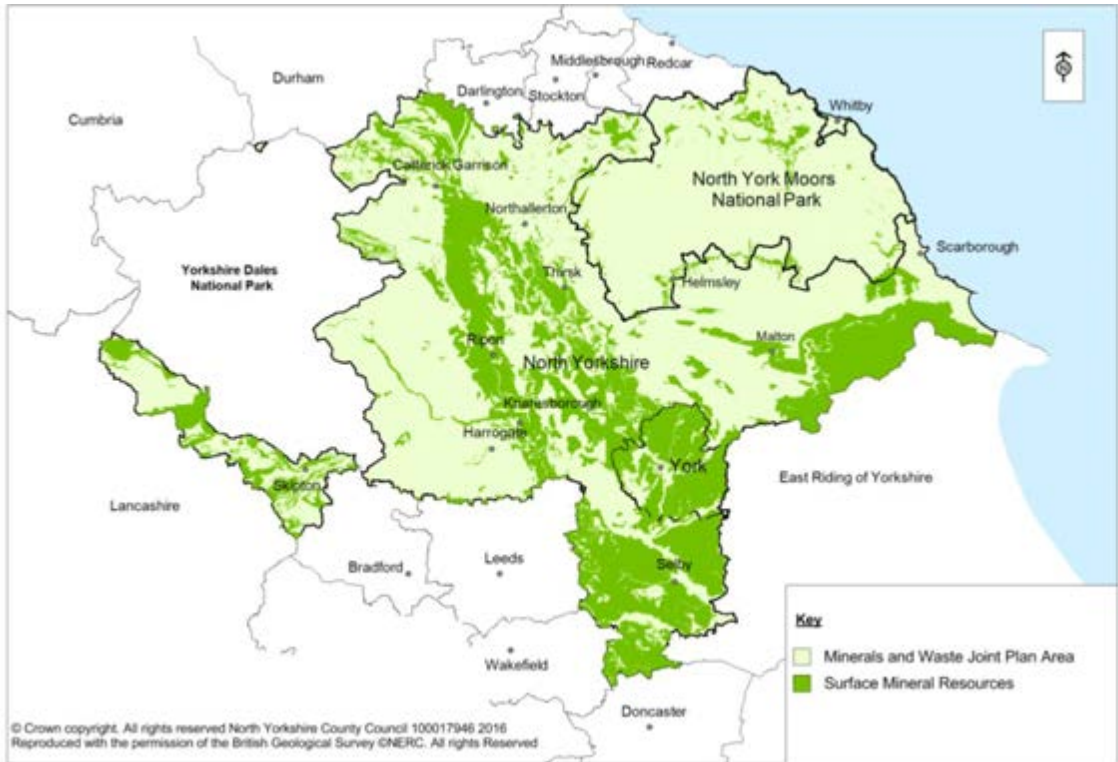 Middlesbrough
Redcar
Durham
Darlington
Stockton
Cumbria
Whitby
Catterick Garrison
North York Moors
National Park
Northallerton
Scarborough
Yorkshire Dales
National Park
Thirsk
Helmsley
Malton
Ripon
North Yorkshire
Knaresborough
Harrogate
York
Skipton
East Riding of Yorkshire
Lancashire
Bradford
Leeds
Selby
Wakefield
Doncaster
Key
Minerals and Waste Joint Plan Area
Surface Mineral Resources
© Crown copyright. All rights reserved North Yorkshire County Council 100017946 2016
Reproduced with the permission of the British Geological Survey ©NERC. All rights Reserved